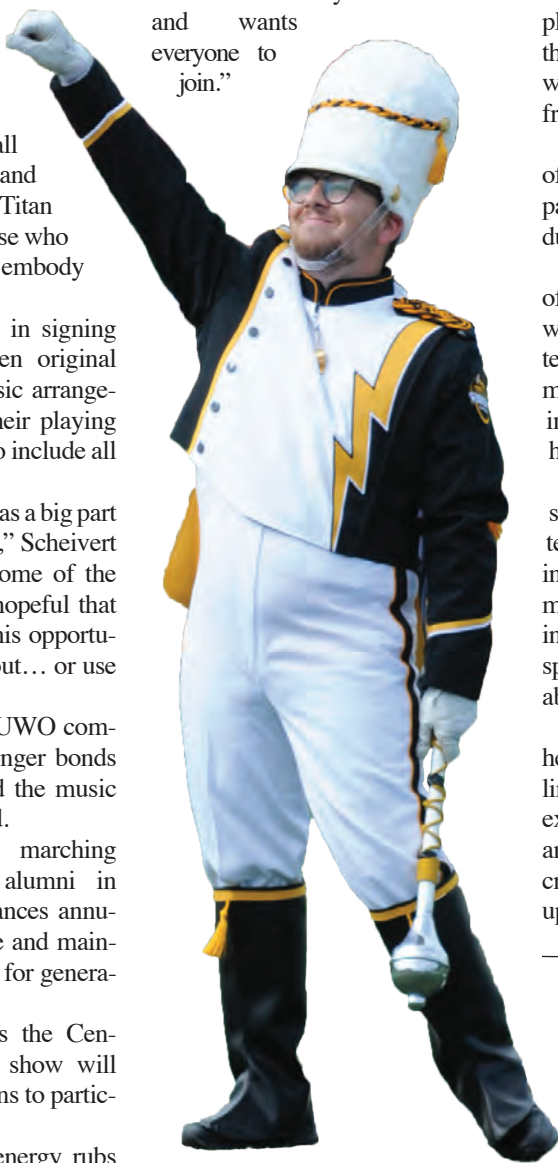 and wants
everyone to
join.”
all
and
Titan
se who
embody
in signing
en original
sic arrange-
heir playing
o include all
as a big part
,” Scheivert
ome of the
hopeful that
his opportu-
out… or use
UWO com-
nger bonds
d the music
d.
marching
alumni in
ances annu-
e and main-
for genera-
s the Cen-
show will
ns to partic-
energy rubs
pl
th
w
fr
of
pa
du
of
w
te
m
in
h
s
te
in
m
in
sp
ab
he
lin
ex
an
cr
up